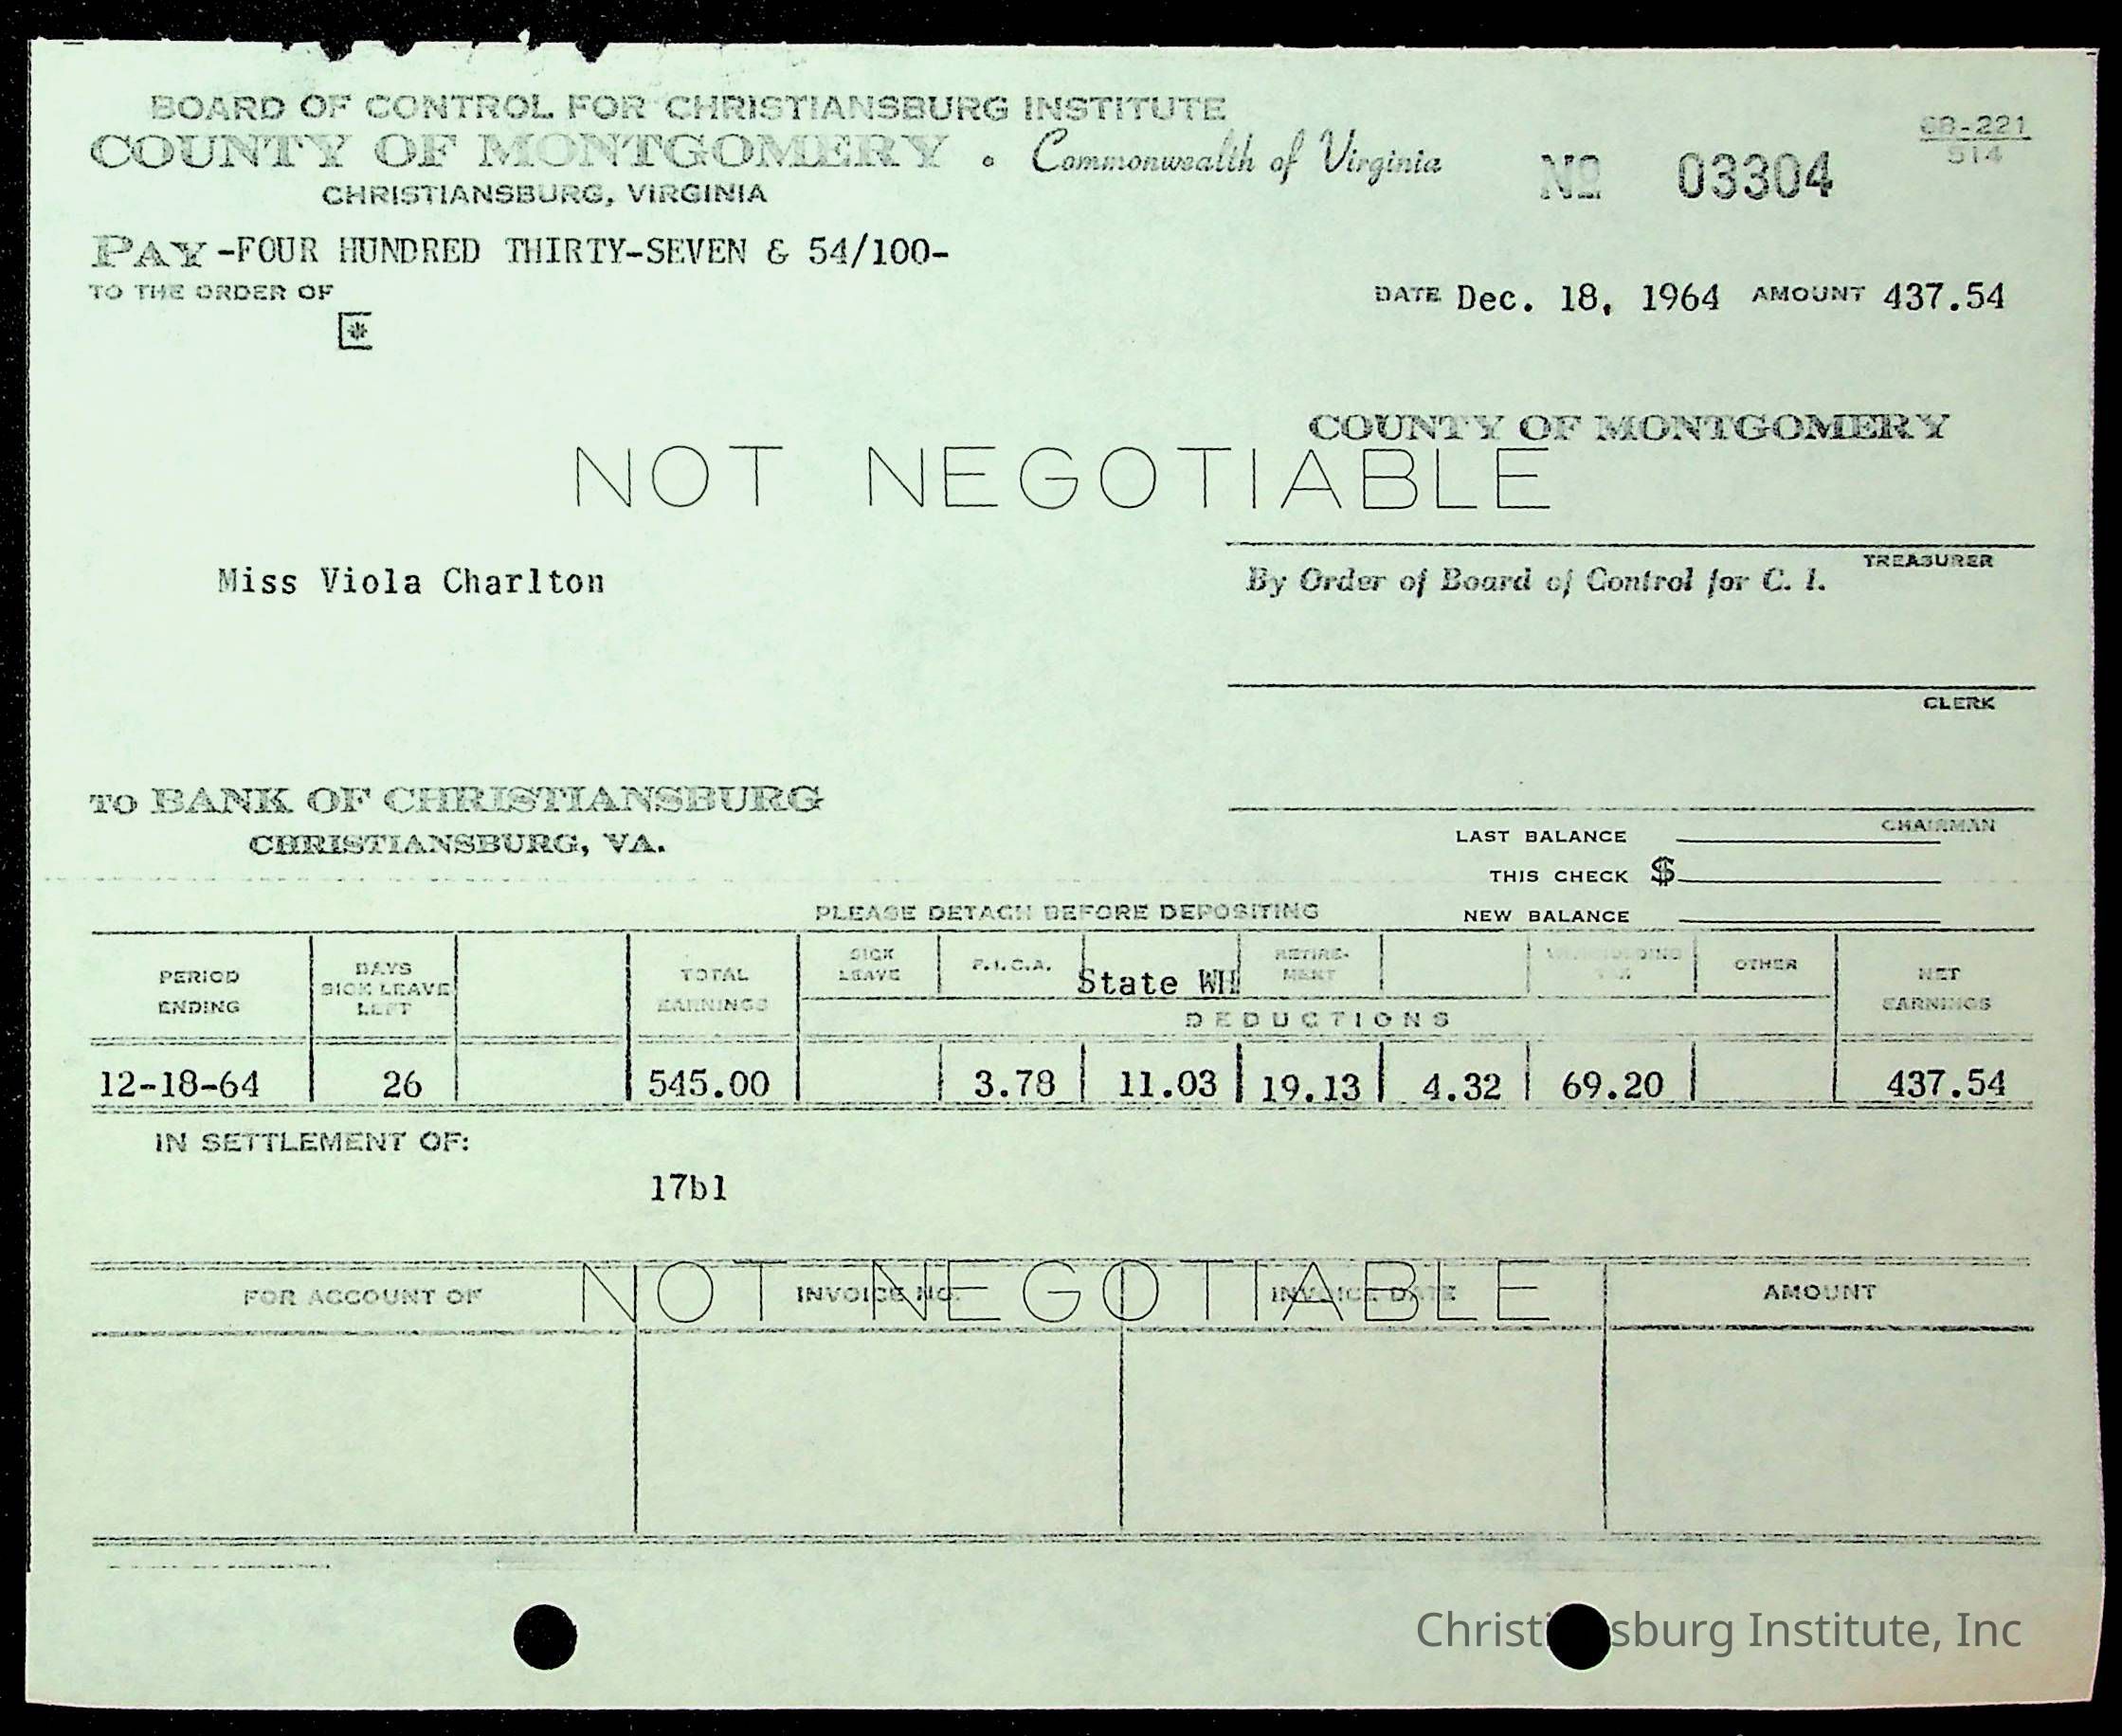 BOARD OF CONTROL FOR CHRISTIANSBURG INSTITUTE
COUNTY OF MONTGOMERY • Commonwealth of Virginia
CHRISTIANSBURG, VIRGINIA
68-221
514
No 03304
PAY -FOUR HUNDRED THIRTY-SEVEN & 54/100-
TO THE ORDER OF
DATE Dec. 18, 1964 AMOUNT 437.54
*
COUNTY OF MONTGOMERY
NOT NEGOTIABLE
TREASURER
Miss Viola Charlton
By Order of Board of Control for C. I.
CLERK
TO BANK OF CHRISTIANSBURG
CHRISTIANSBURG, VA.
CHAIRMAN
LAST BALANCE
THIS CHECK $
NEW BALANCE
PLEASE DETACH BEFORE DEPOSITING
PERIOD ENDING
DAYS SICK LEAVE LEFT
TOTAL EARNINGS
SICK LEAVE
F.I.C.A.
State WH
RETIRE-MENT
TAX
OTHER
NET EARNINGS
DEDUCTIONS
12-18-64 26 545.00 3.78 11.03 19.13 4.32 69.20 437.54
IN SETTLEMENT OF:
17b1
NOT NEGOTIABLE
FOR ACCOUNT OF INVOICE NO. INVOICE DATE AMOUNT
Christi sburg Institute, Inc